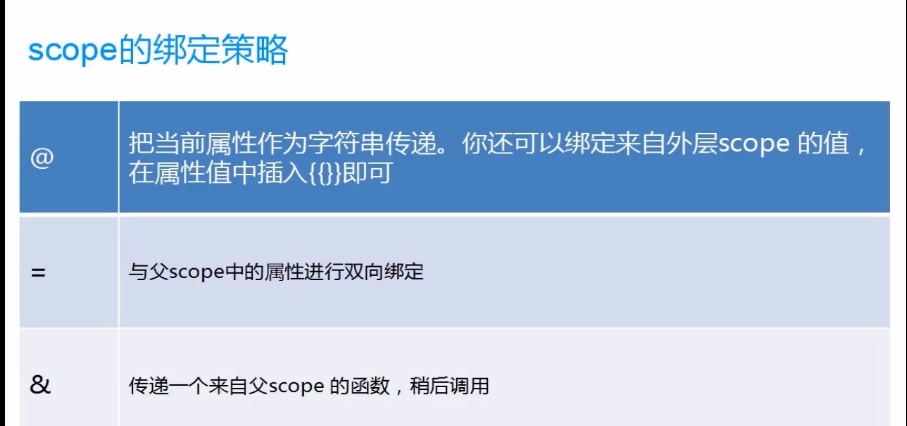 scope的绑定策略
@
把当前属性作为字符串传递。你还可以绑定来自外层scope 的值，
在属性值中插入{{}}即可
=
与父scope中的属性进行双向绑定
&
传递一个来自父scope 的函数，稍后调用